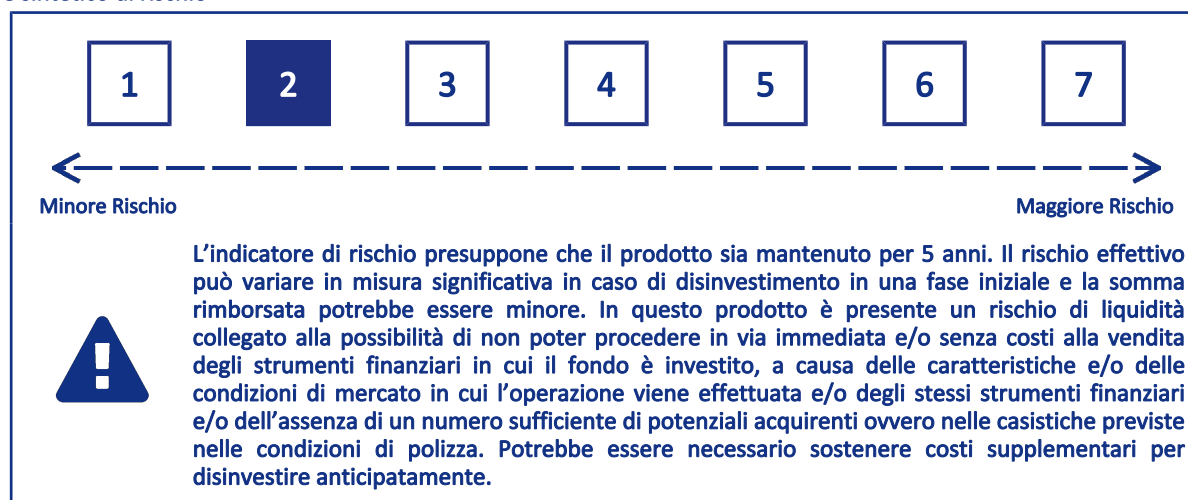 1 2 3 4 5 6 7
Minore Rischio Maggiore Rischio
L'indicatore di rischio presuppone che il prodotto sia mantenuto per 5 anni. Il rischio effettivo
può variare in misura significativa in caso di disinvestimento in una fase iniziale e la somma
rimborsata potrebbe essere minore. In questo prodotto è presente un rischio di liquidità
collegato alla possibilità di non poter procedere in via immediata e/o senza costi alla vendita
degli strumenti finanziari in cui il fondo è investito, a causa delle caratteristiche e/o delle
condizioni di mercato in cui l'operazione viene effettuata e/o degli stessi strumenti finanziari
e/o dell'assenza di un numero sufficiente di potenziali acquirenti ovvero nelle casistiche previste
nelle condizioni di polizza. Potrebbe essere necessario sostenere costi supplementari per
disinvestire anticipatamente.